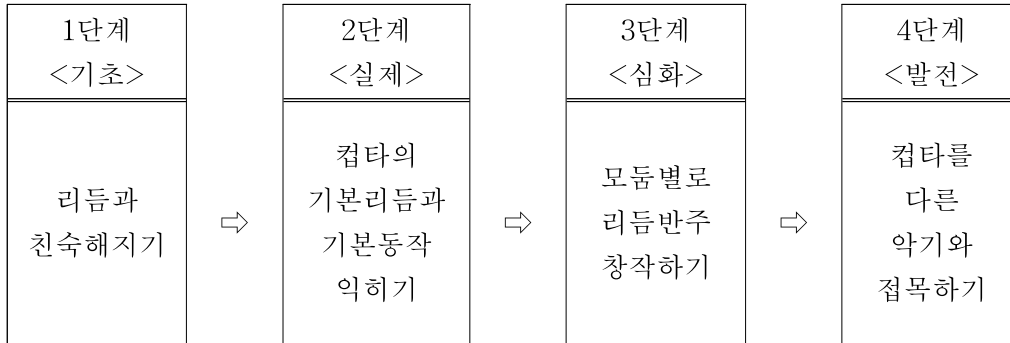 1단계
<기초>
리듬과
친숙해지기
⇨
2단계
<실제>
컵타의
기본리듬과
기본동작
익히기
⇨
3단계
<심화>
모둠별로
리듬반주
창작하기
⇨
4단계
<발전>
컵타를
다른
악기와
접목하기